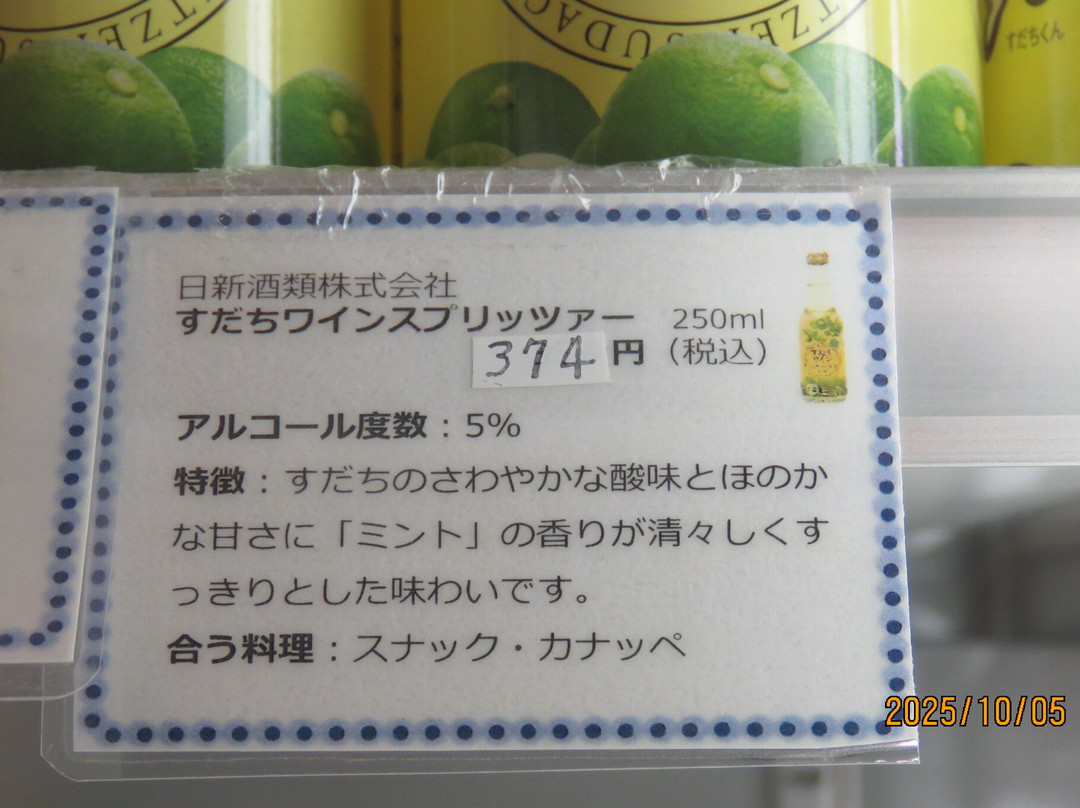 すだちくん
日新酒類株式会社
すだちワインスプリッツァー 250ml
374円（税込）
アルコール度数：5%
特徴：すだちのさわやかな酸味とほのか
な甘さに「ミント」の香りが清々しくす
っきりとした味わいです。
合う料理：スナック・カナッペ
2025/10/05